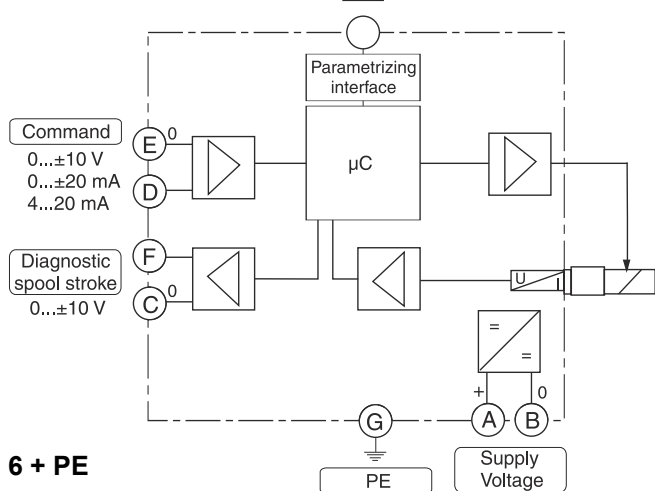 Parametrizing
interface
Command
0...±10 V
0...±20 mA
4...20 mA
E 0
D
µC
Diagnostic
spool stroke
0...±10 V
F
C 0
U
I
=
=
+ 0
A B
G
6 + PE
PE
Supply
Voltage